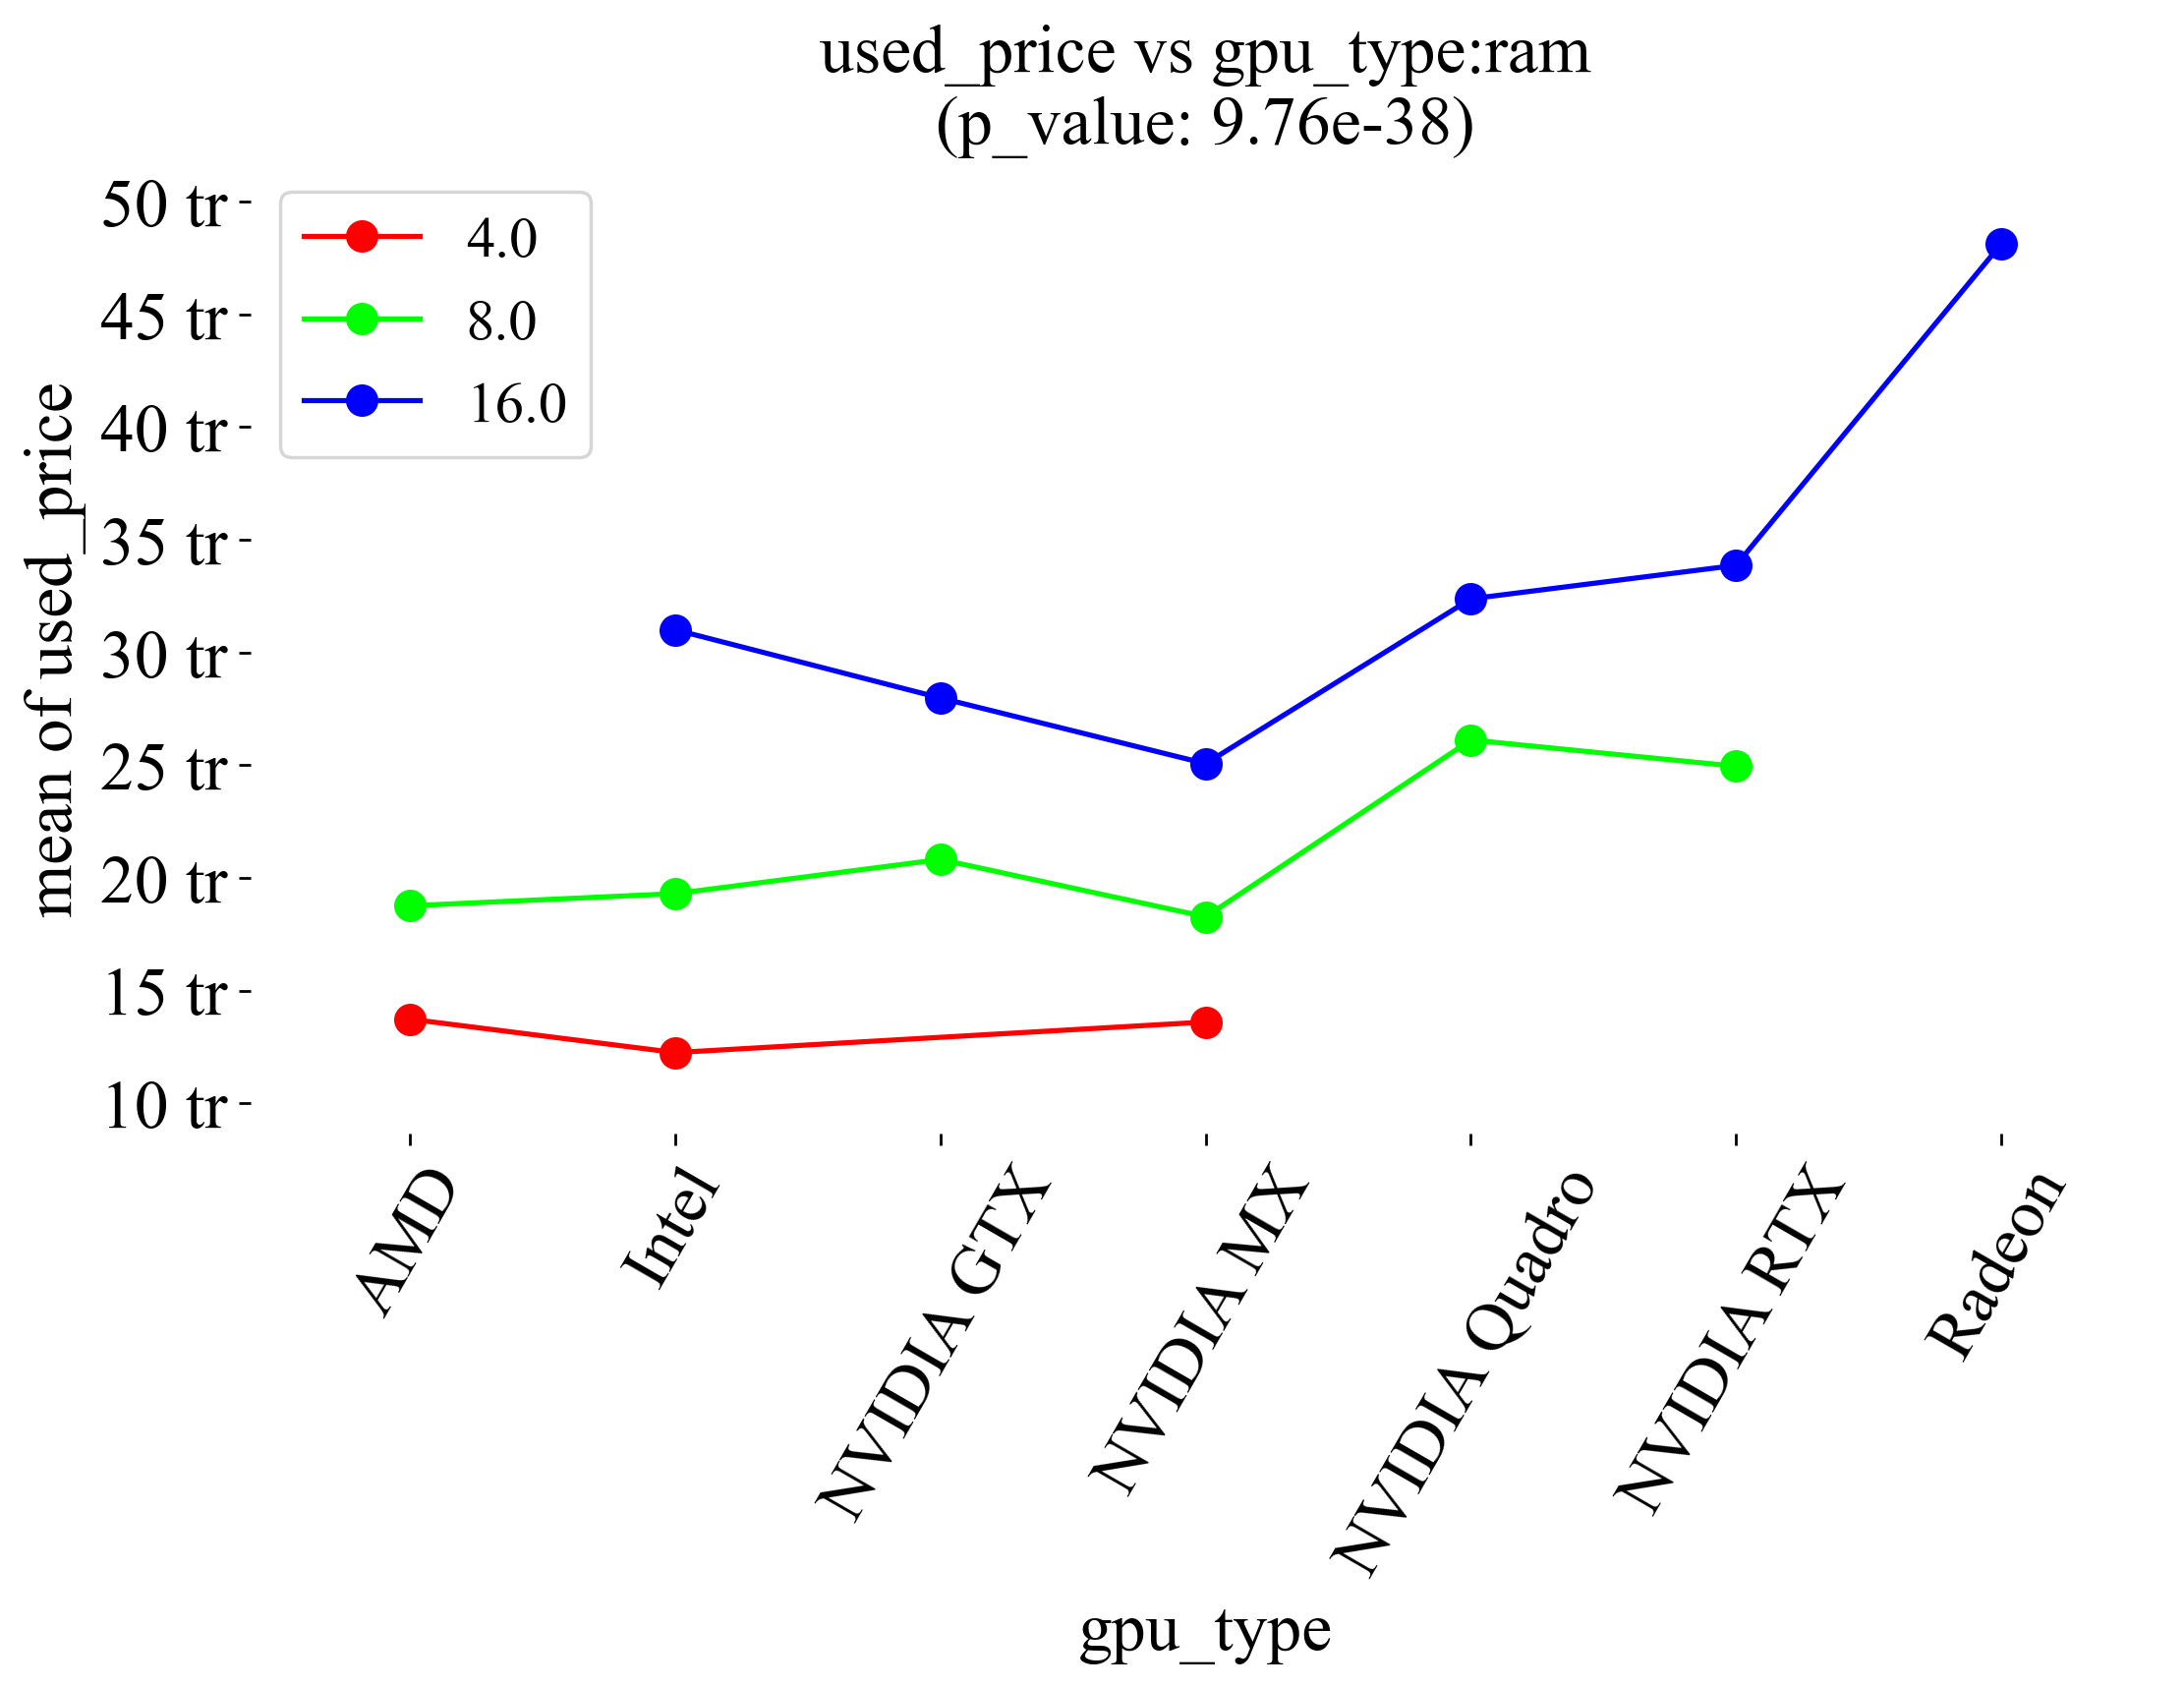 used_price vs gpu_type:ram
(p_value: 9.76e-38)
50 tr
45 tr
40 tr
35 tr
30 tr
25 tr
20 tr
15 tr
10 tr
mean of used_price
4.0
8.0
16.0
AMD
Intel
NVIDIA GTX
NVIDIA MX
NVIDIA Quadro
NVIDIA RTX
Radeon
gpu_type